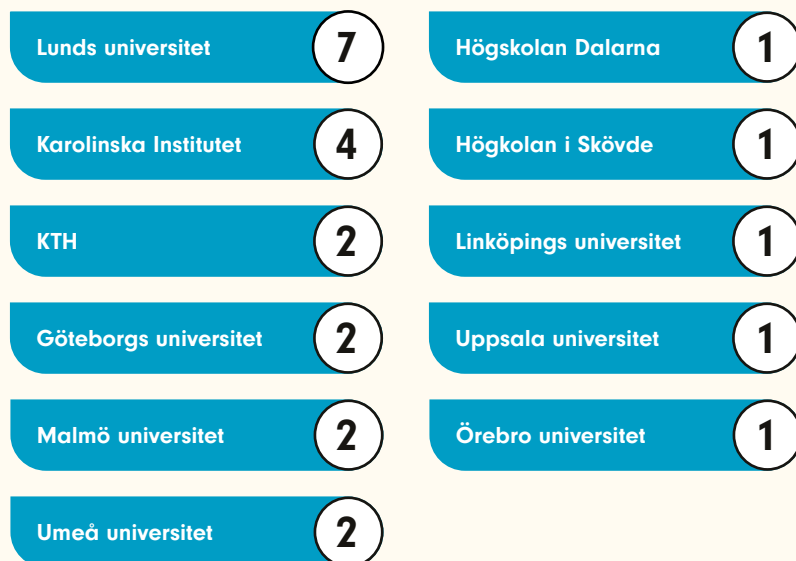 Lunds universitet 7
Karolinska Institutet 4
KTH 2
Göteborgs universitet 2
Malmö universitet 2
Umeå universitet 2
Högskolan Dalarna 1
Högkolan i Skövde 1
Linköpings universitet 1
Uppsala universitet 1
Örebro universitet 1